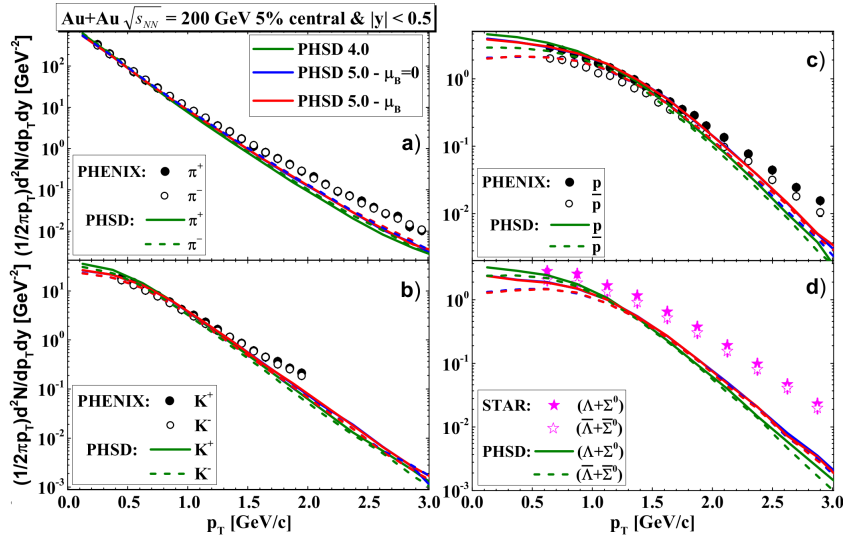 Au+Au √s_NN = 200 GeV 5% central & |y| < 0.5
(1/2πp_T)d²N/dp_Tdy [GeV⁻²]
10²
10¹
10⁰
10⁻¹
10⁻²
PHSD 4.0
PHSD 5.0 - μ_B=0
PHSD 5.0 - μ_B
a)
PHENIX: π⁺
π⁻
PHSD: π⁺
π⁻
(1/2πp_T)d²N/dp_Tdy [GeV⁻²]
10²
10¹
10⁰
10⁻¹
10⁻²
10⁻³
b)
PHENIX: K⁺
K⁻
PHSD: K⁺
K⁻
0.0 0.5 1.0 1.5 2.0 2.5 3.0
p_T [GeV/c]
10⁰
10⁻¹
10⁻²
c)
PHENIX: p
p̅
PHSD: p
p̅
10⁰
10⁻¹
10⁻²
10⁻³
d)
STAR: (Λ+Σ⁰)
(Λ̅+Σ̅⁰)
PHSD: (Λ+Σ⁰)
(Λ̅+Σ̅⁰)
0.0 0.5 1.0 1.5 2.0 2.5 3.0
p_T [GeV/c]